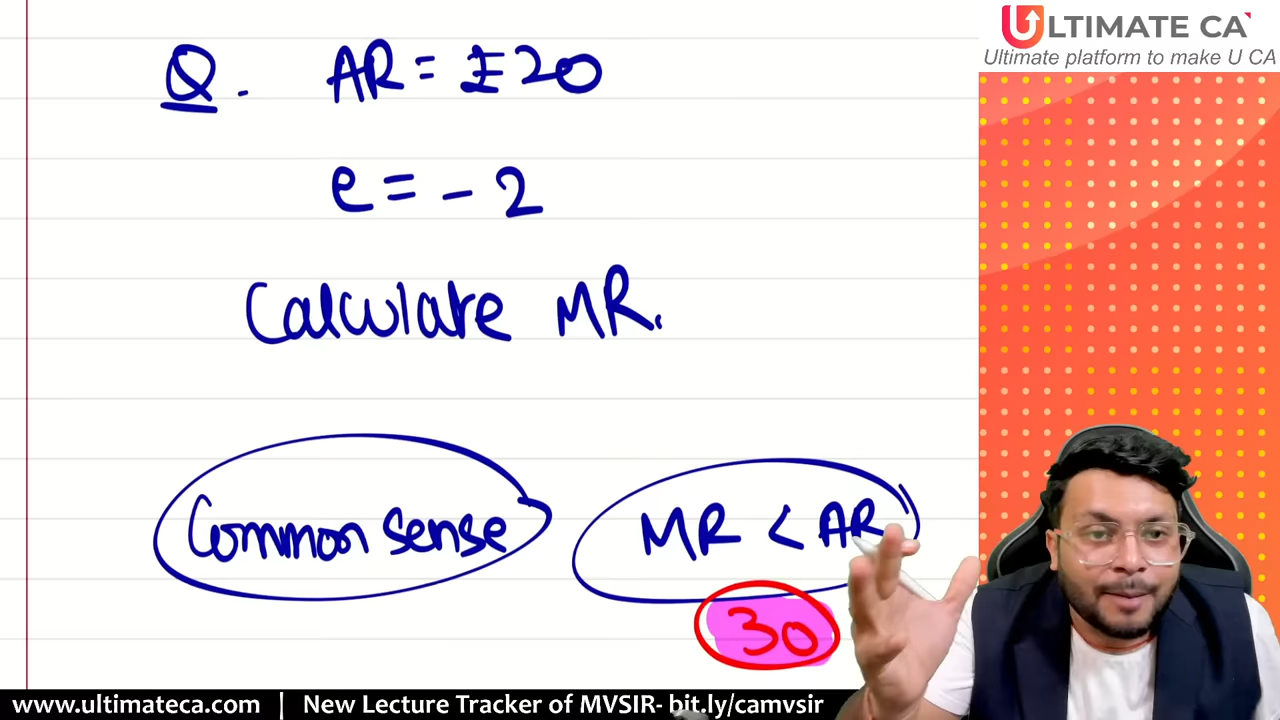 Q. AR = ₹20
e = - 2
Calculate MR.
Common sense
MR < AR
30
ULTIMATE CA
Ultimate platform to make U CA
www.ultimateca.com | New Lecture Tracker of MVSIR- bit.ly/camvsir